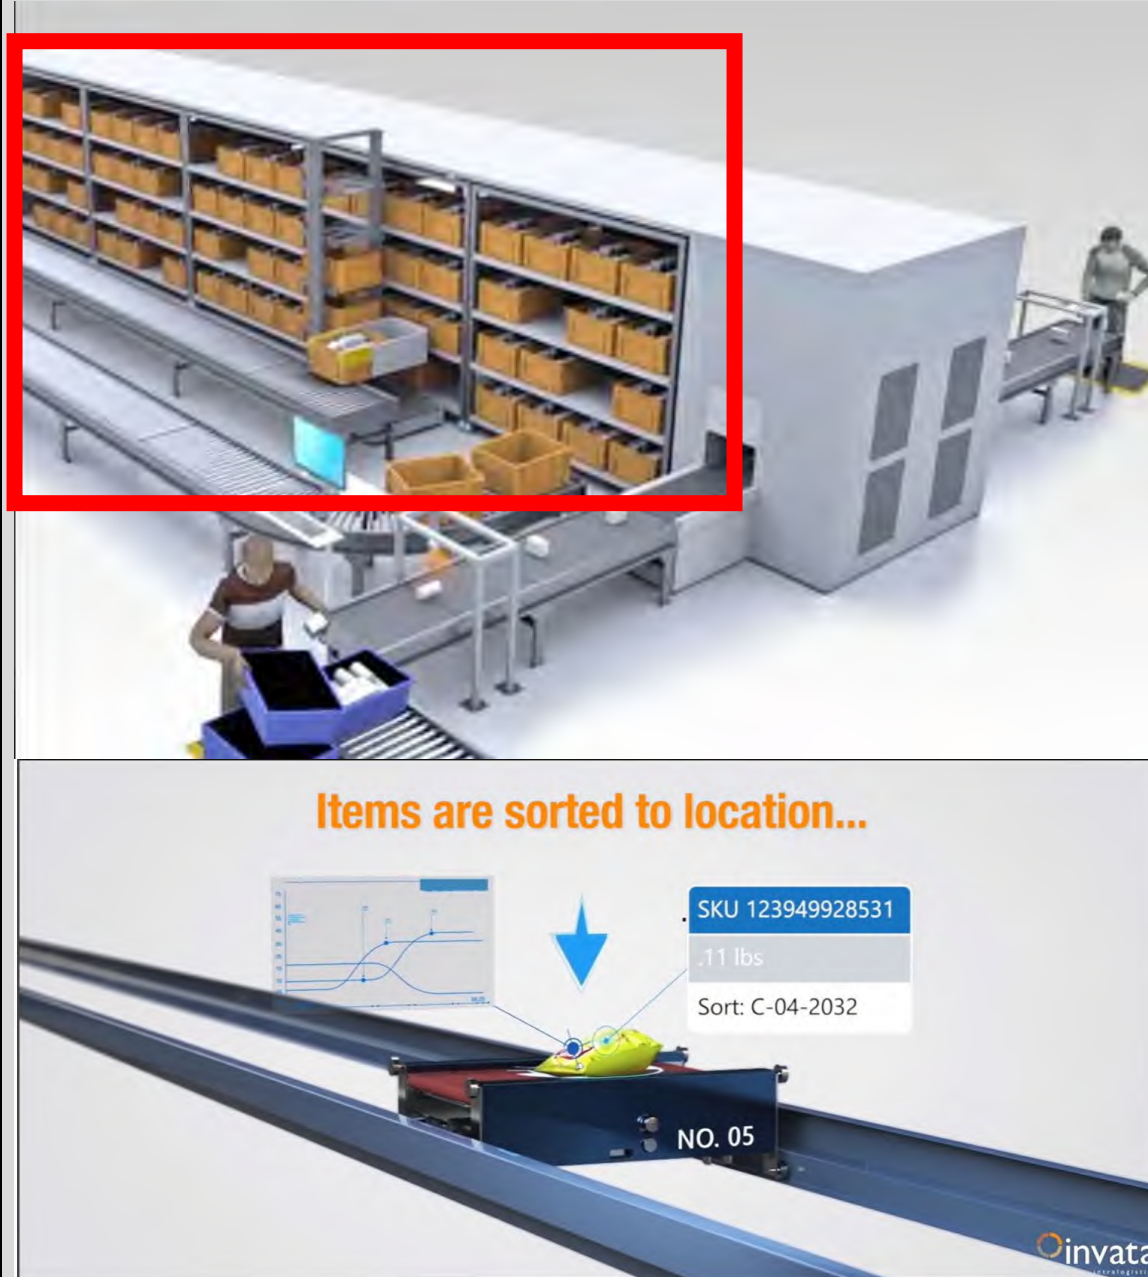 Items are sorted to location...
SKU 123949928531
.11 lbs
Sort: C-04-2032
NO. 05
invata